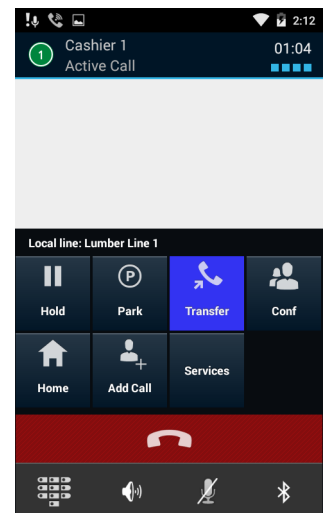 2:12
1
Cashier 1
01:04
Active Call
Local line: Lumber Line 1
P
Hold
Park
Transfer
Conf
Home
Add Call
Services